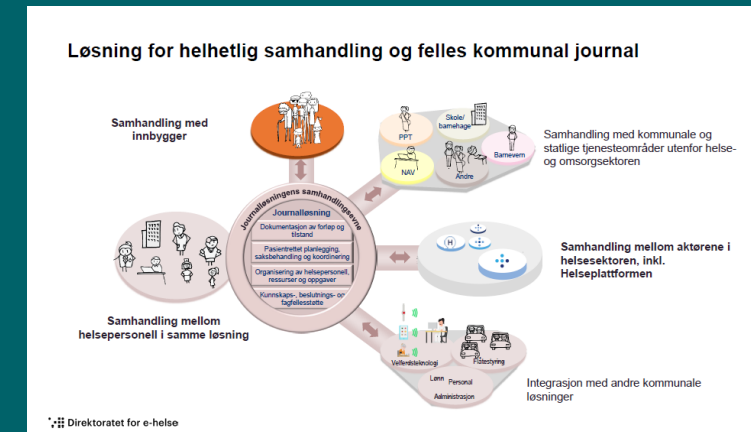 Løsning for helhetlig samhandling og felles kommunal journal
Samhandling med
innbygger
PPT
Skole/
barnehage
Barnevern
NAV
Andre
Samhandling med kommunale og
statlige tjenesteområder utenfor helse-
og omsorgsektoren
Journalløsningens samhandlingsevne
Journalløsning
Dokumentasjon av forløp og
tilstand
Pasientrettet planlegging,
saksbehandling og koordinering
Organisering av helsepersonell,
ressurser og oppgaver
Kunnskaps-, beslutnings- og
fagfellesstøtte
H
Samhandling mellom aktørene i
helsesektoren, inkl.
Helseplattformen
Samhandling mellom
helsepersonell i samme løsning
Velferdsteknologi
Flåtestyring
Lønn Personal
Administrasjon
Integrasjon med andre kommunale
løsninger
Direktoratet for e-helse